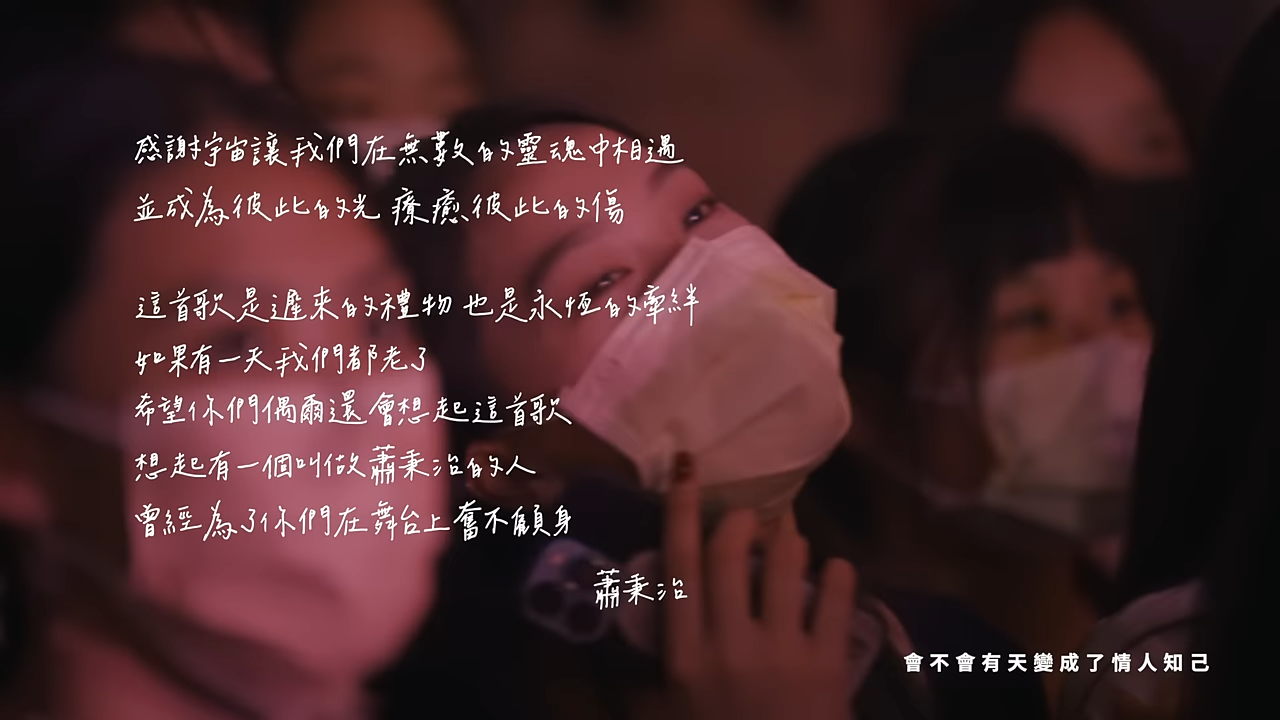 感謝宇宙讓我們在無數的靈魂中相遇
並成為彼此的光 療癒彼此的傷
這首歌是遲來的禮物 也是永恆的牽絆
如果有一天我們都老了
希望你們偶爾還會想起這首歌
想起有一個叫做蕭秉治的人
曾經為了你們在舞台上奮不顧身
蕭秉治
會不會有天變成了情人知己